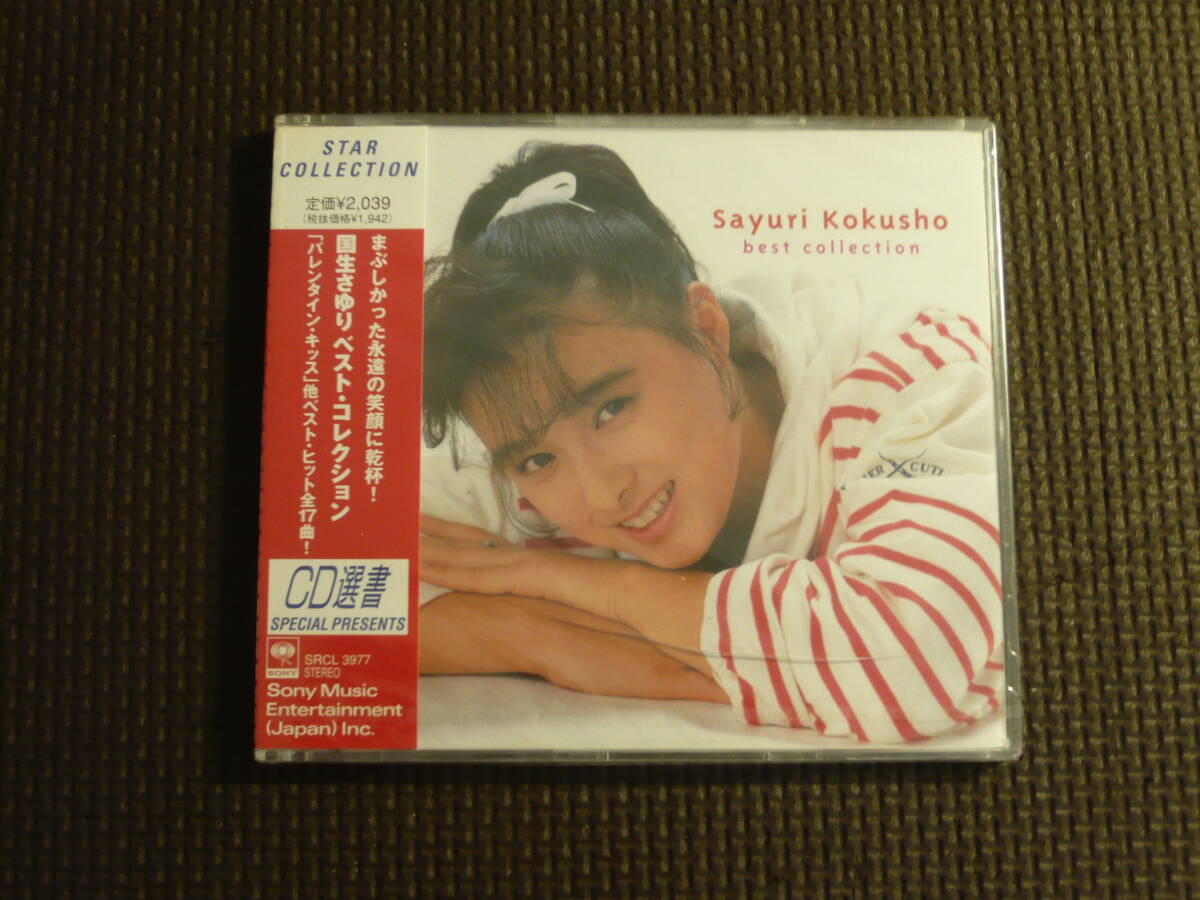 STAR
COLLECTION
定価¥2,039
(税抜価格¥1,942)
まぶしかった永遠の笑顔に乾杯!
国生さゆり ベスト・コレクション
「バレンタイン・キッス」他ベスト・ヒット全17曲!
CD選書
SPECIAL PRESENTS
SONY
SRCL 3977
STEREO
Sony Music
Entertainment
(Japan) Inc.
Sayuri Kokusho
best collection